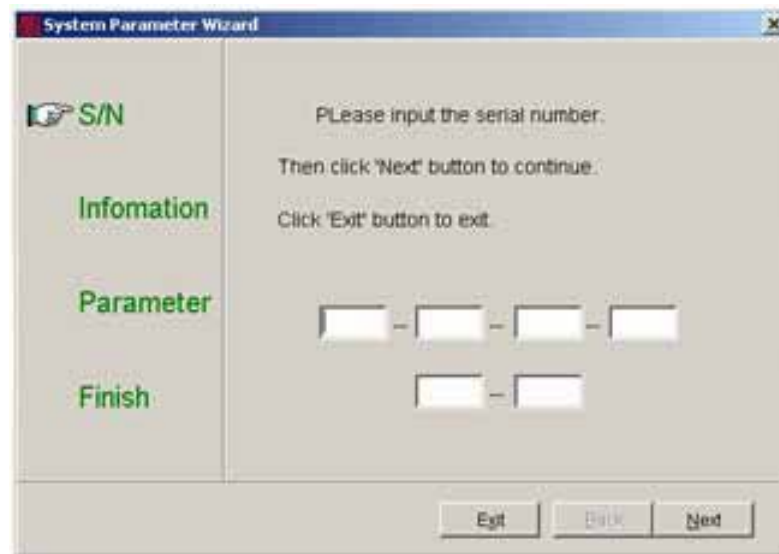 System Parameter Wizard
S/N
PLease input the serial number.
Then click 'Next' button to continue.
Infomation
Click 'Exit' button to exit.
Parameter
– – –
Finish
–
Exit Back Next